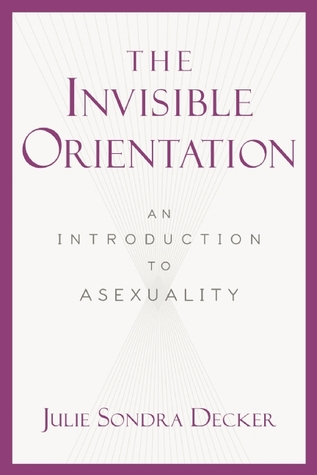 THE
INVISIBLE
ORIENTATION
AN
INTRODUCTION
TO
ASEXUALITY
JULIE SONDRA DECKER